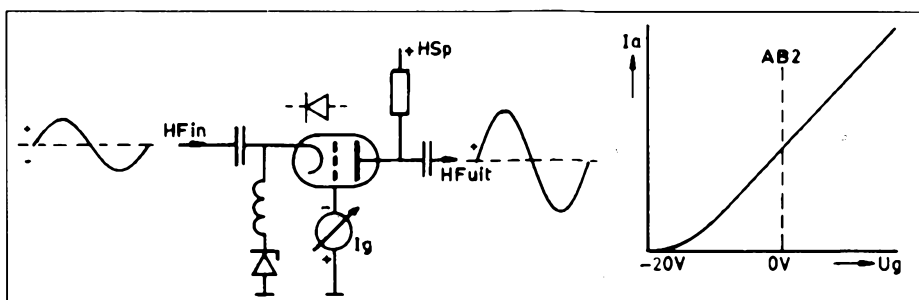 +HSp
HFin
HFuit
Ig
+
-
+
-
+
Ia
AB2
-20V
0V
Ug